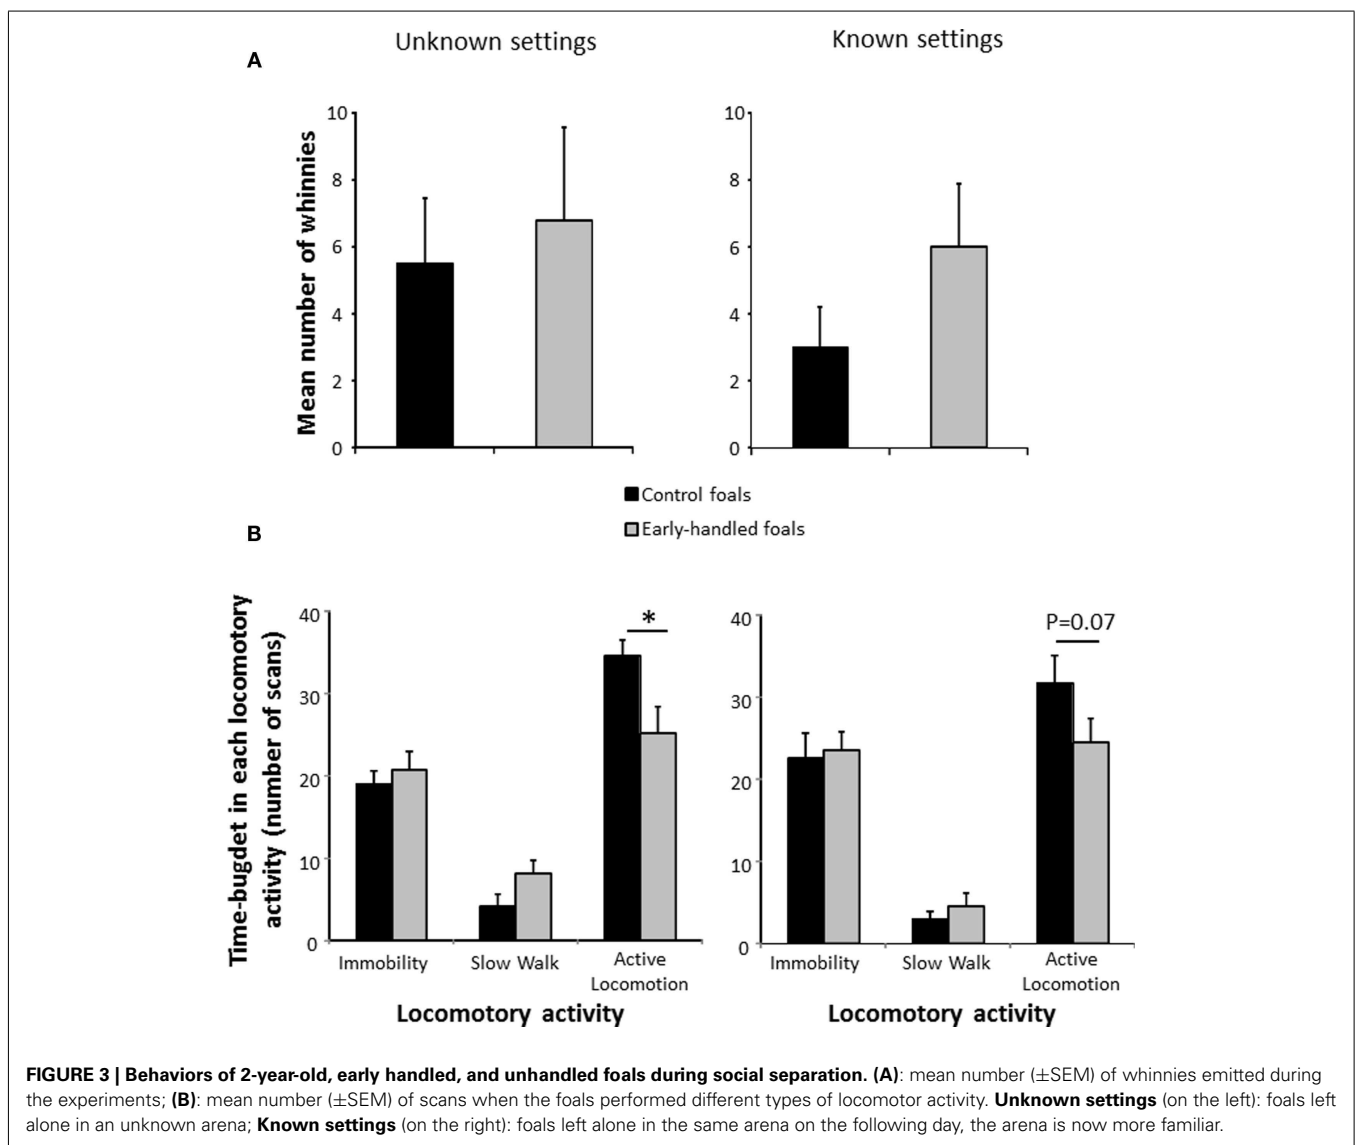 Unknown settings
Known settings
A
Mean number of whinnies
10
8
6
4
2
0
10
8
6
4
2
0
Control foals
Early-handled foals
B
Time-bugdet in each locomotory
activity (number of scans)
40
30
20
10
0
*
Immobility
Slow Walk
Active
Locomotion
Locomotory activity
40
30
20
10
0
P=0.07
Immobility
Slow Walk
Active
Locomotion
Locomotory activity
FIGURE 3 | Behaviors of 2-year-old, early handled, and unhandled foals during social separation. (A): mean number (±SEM) of whinnies emitted during
the experiments; (B): mean number (±SEM) of scans when the foals performed different types of locomotor activity. Unknown settings (on the left): foals left
alone in an unknown arena; Known settings (on the right): foals left alone in the same arena on the following day, the arena is now more familiar.